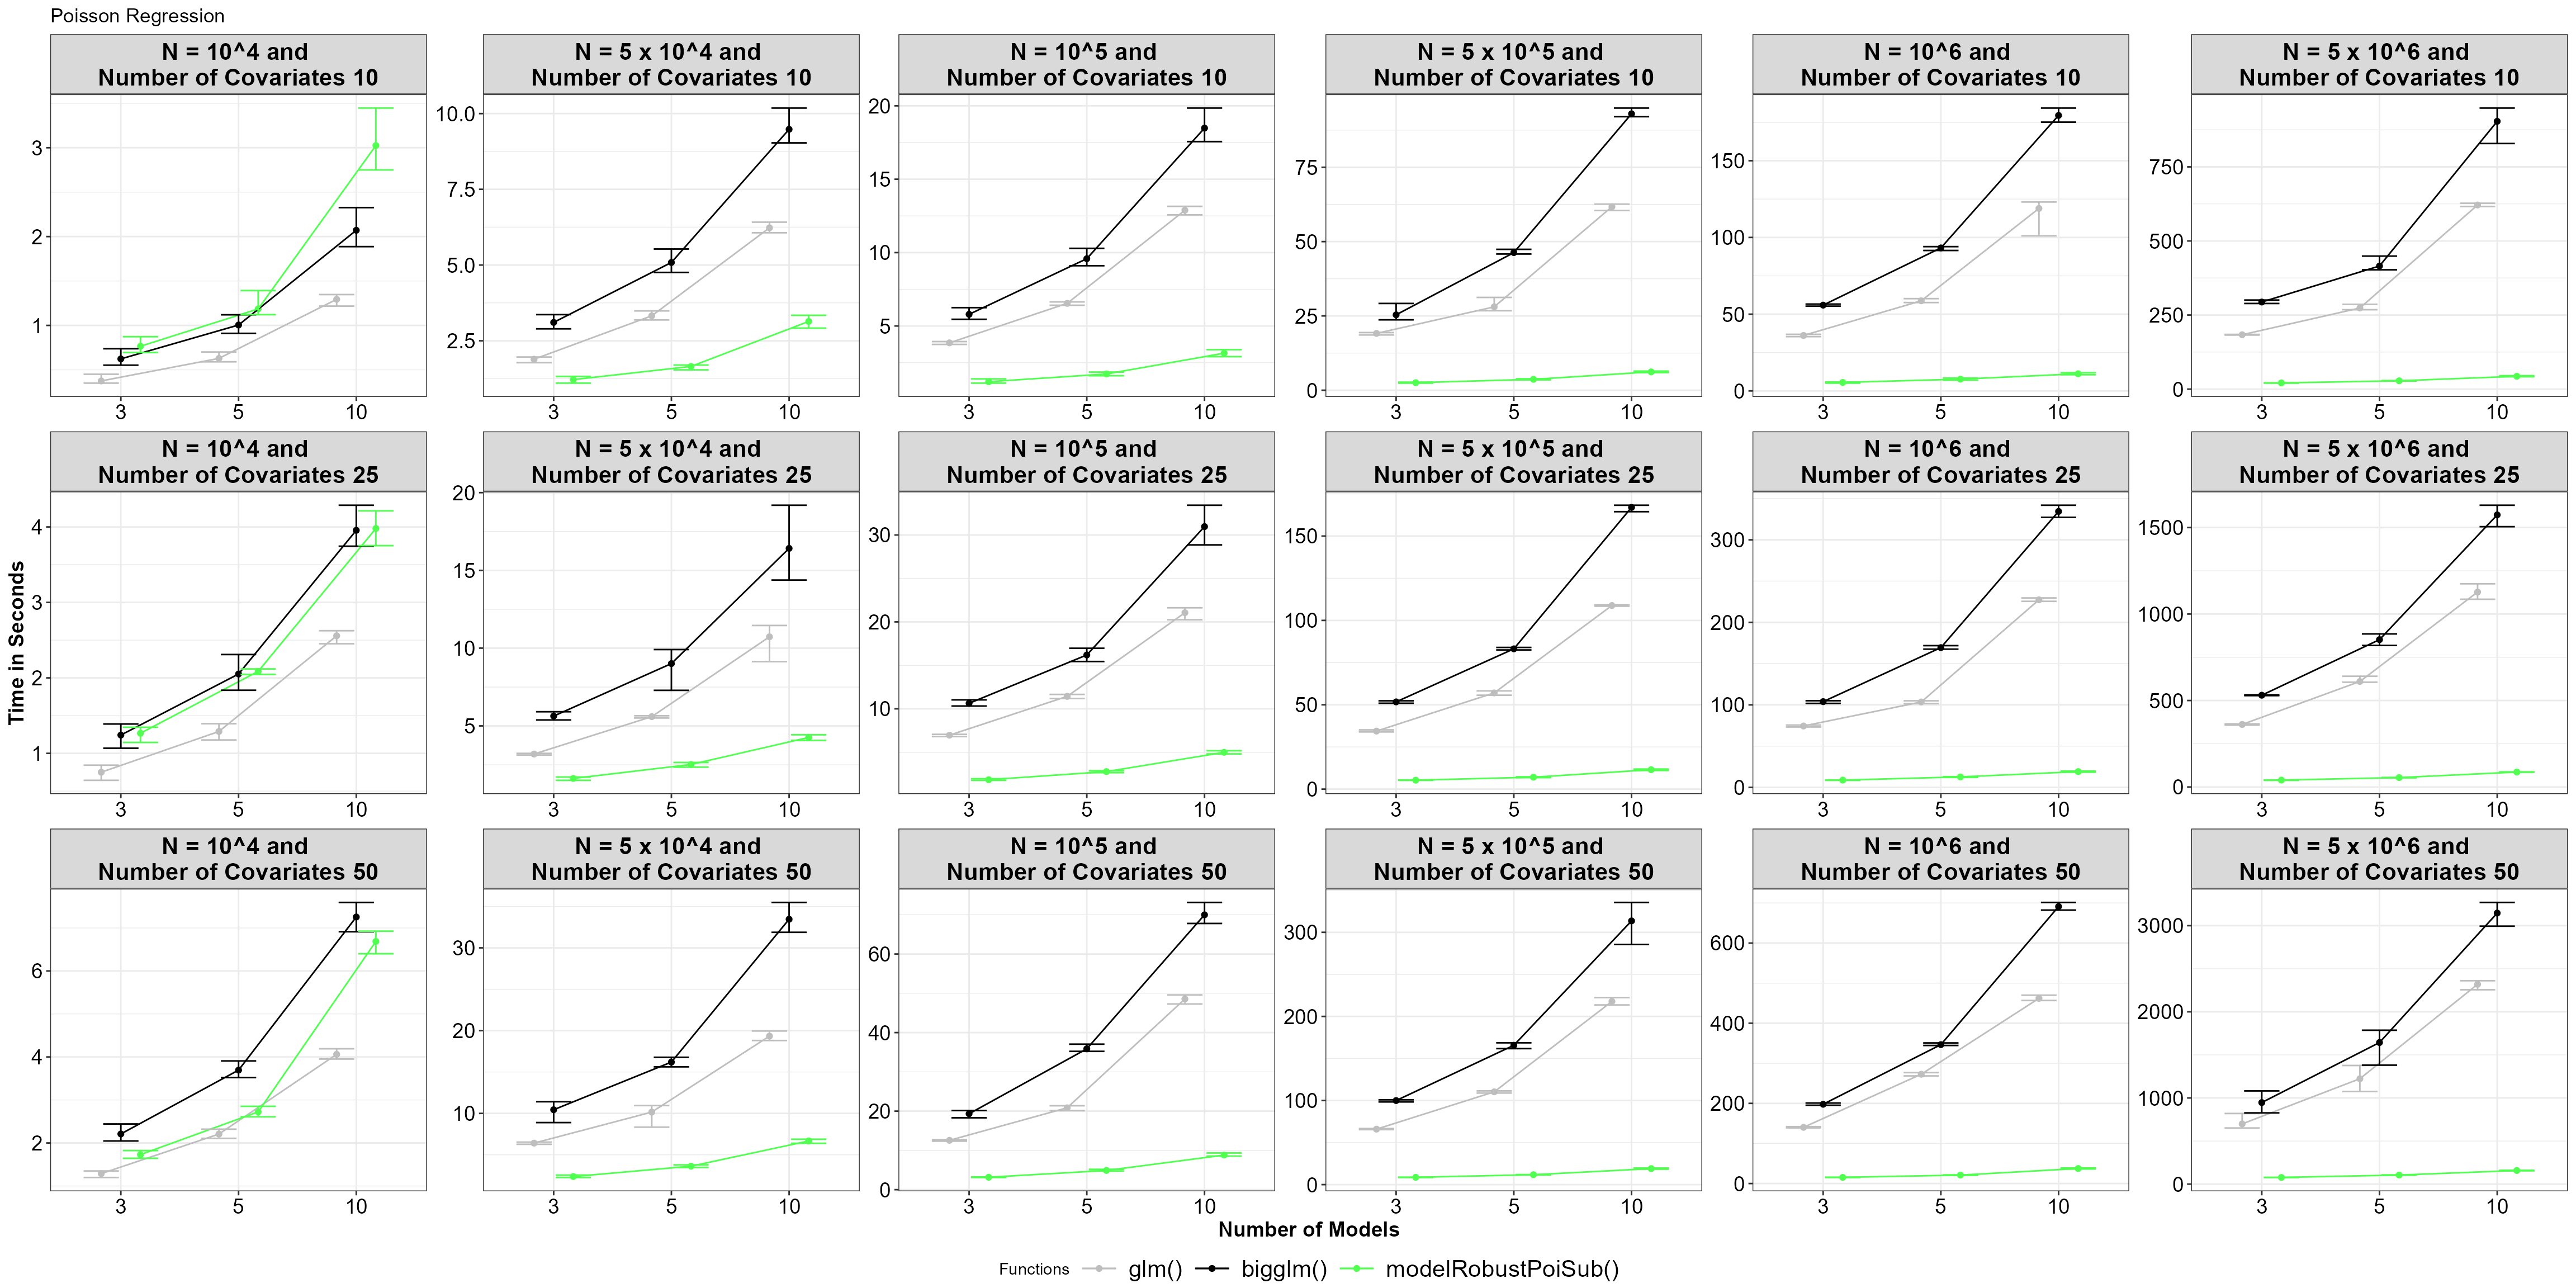 Poisson Regression
N = 10^4 and
Number of Covariates 10
N = 5 x 10^4 and
Number of Covariates 10
N = 10^5 and
Number of Covariates 10
N = 5 x 10^5 and
Number of Covariates 10
N = 10^6 and
Number of Covariates 10
N = 5 x 10^6 and
Number of Covariates 10
3
2
1
3 5 10
10.0
7.5
5.0
2.5
3 5 10
20
15
10
5
3 5 10
75
50
25
0
3 5 10
150
100
50
0
3 5 10
750
500
250
0
3 5 10
N = 10^4 and
Number of Covariates 25
N = 5 x 10^4 and
Number of Covariates 25
N = 10^5 and
Number of Covariates 25
N = 5 x 10^5 and
Number of Covariates 25
N = 10^6 and
Number of Covariates 25
N = 5 x 10^6 and
Number of Covariates 25
Time in Seconds
4
3
2
1
3 5 10
20
15
10
5
3 5 10
30
20
10
3 5 10
150
100
50
0
3 5 10
300
200
100
0
3 5 10
1500
1000
500
0
3 5 10
N = 10^4 and
Number of Covariates 50
N = 5 x 10^4 and
Number of Covariates 50
N = 10^5 and
Number of Covariates 50
N = 5 x 10^5 and
Number of Covariates 50
N = 10^6 and
Number of Covariates 50
N = 5 x 10^6 and
Number of Covariates 50
6
4
2
3 5 10
30
20
10
3 5 10
60
40
20
0
3 5 10
300
200
100
0
3 5 10
600
400
200
0
3 5 10
3000
2000
1000
0
3 5 10
Number of Models
Functions glm() bigglm() modelRobustPoiSub()